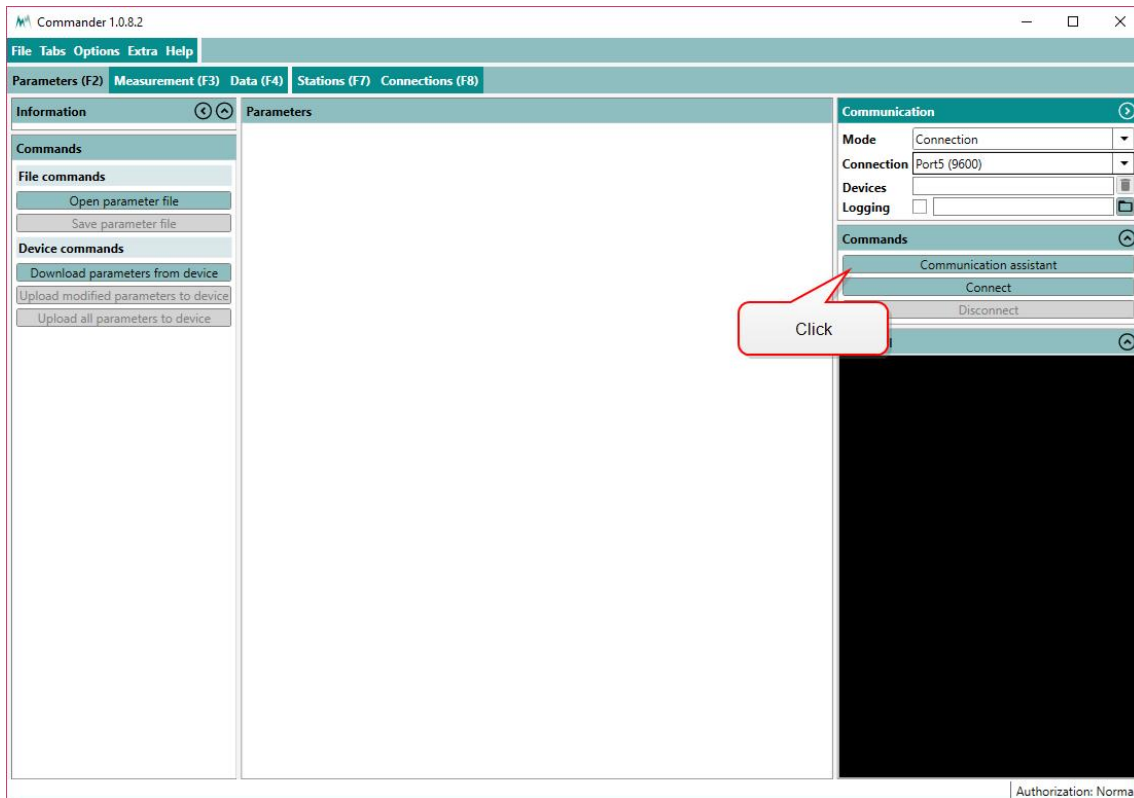 Commander 1.0.8.2
File Tabs Options Extra Help
Parameters (F2) Measurement (F3) Data (F4) Stations (F7) Connections (F8)
Information
Commands
File commands
Open parameter file
Save parameter file
Device commands
Download parameters from device
Upload modified parameters to device
Upload all parameters to device
Parameters
Communication
Mode Connection
Connection Port5 (9600)
Devices
Logging
Commands
Communication assistant
Connect
Disconnect
Click
Authorization: Norma